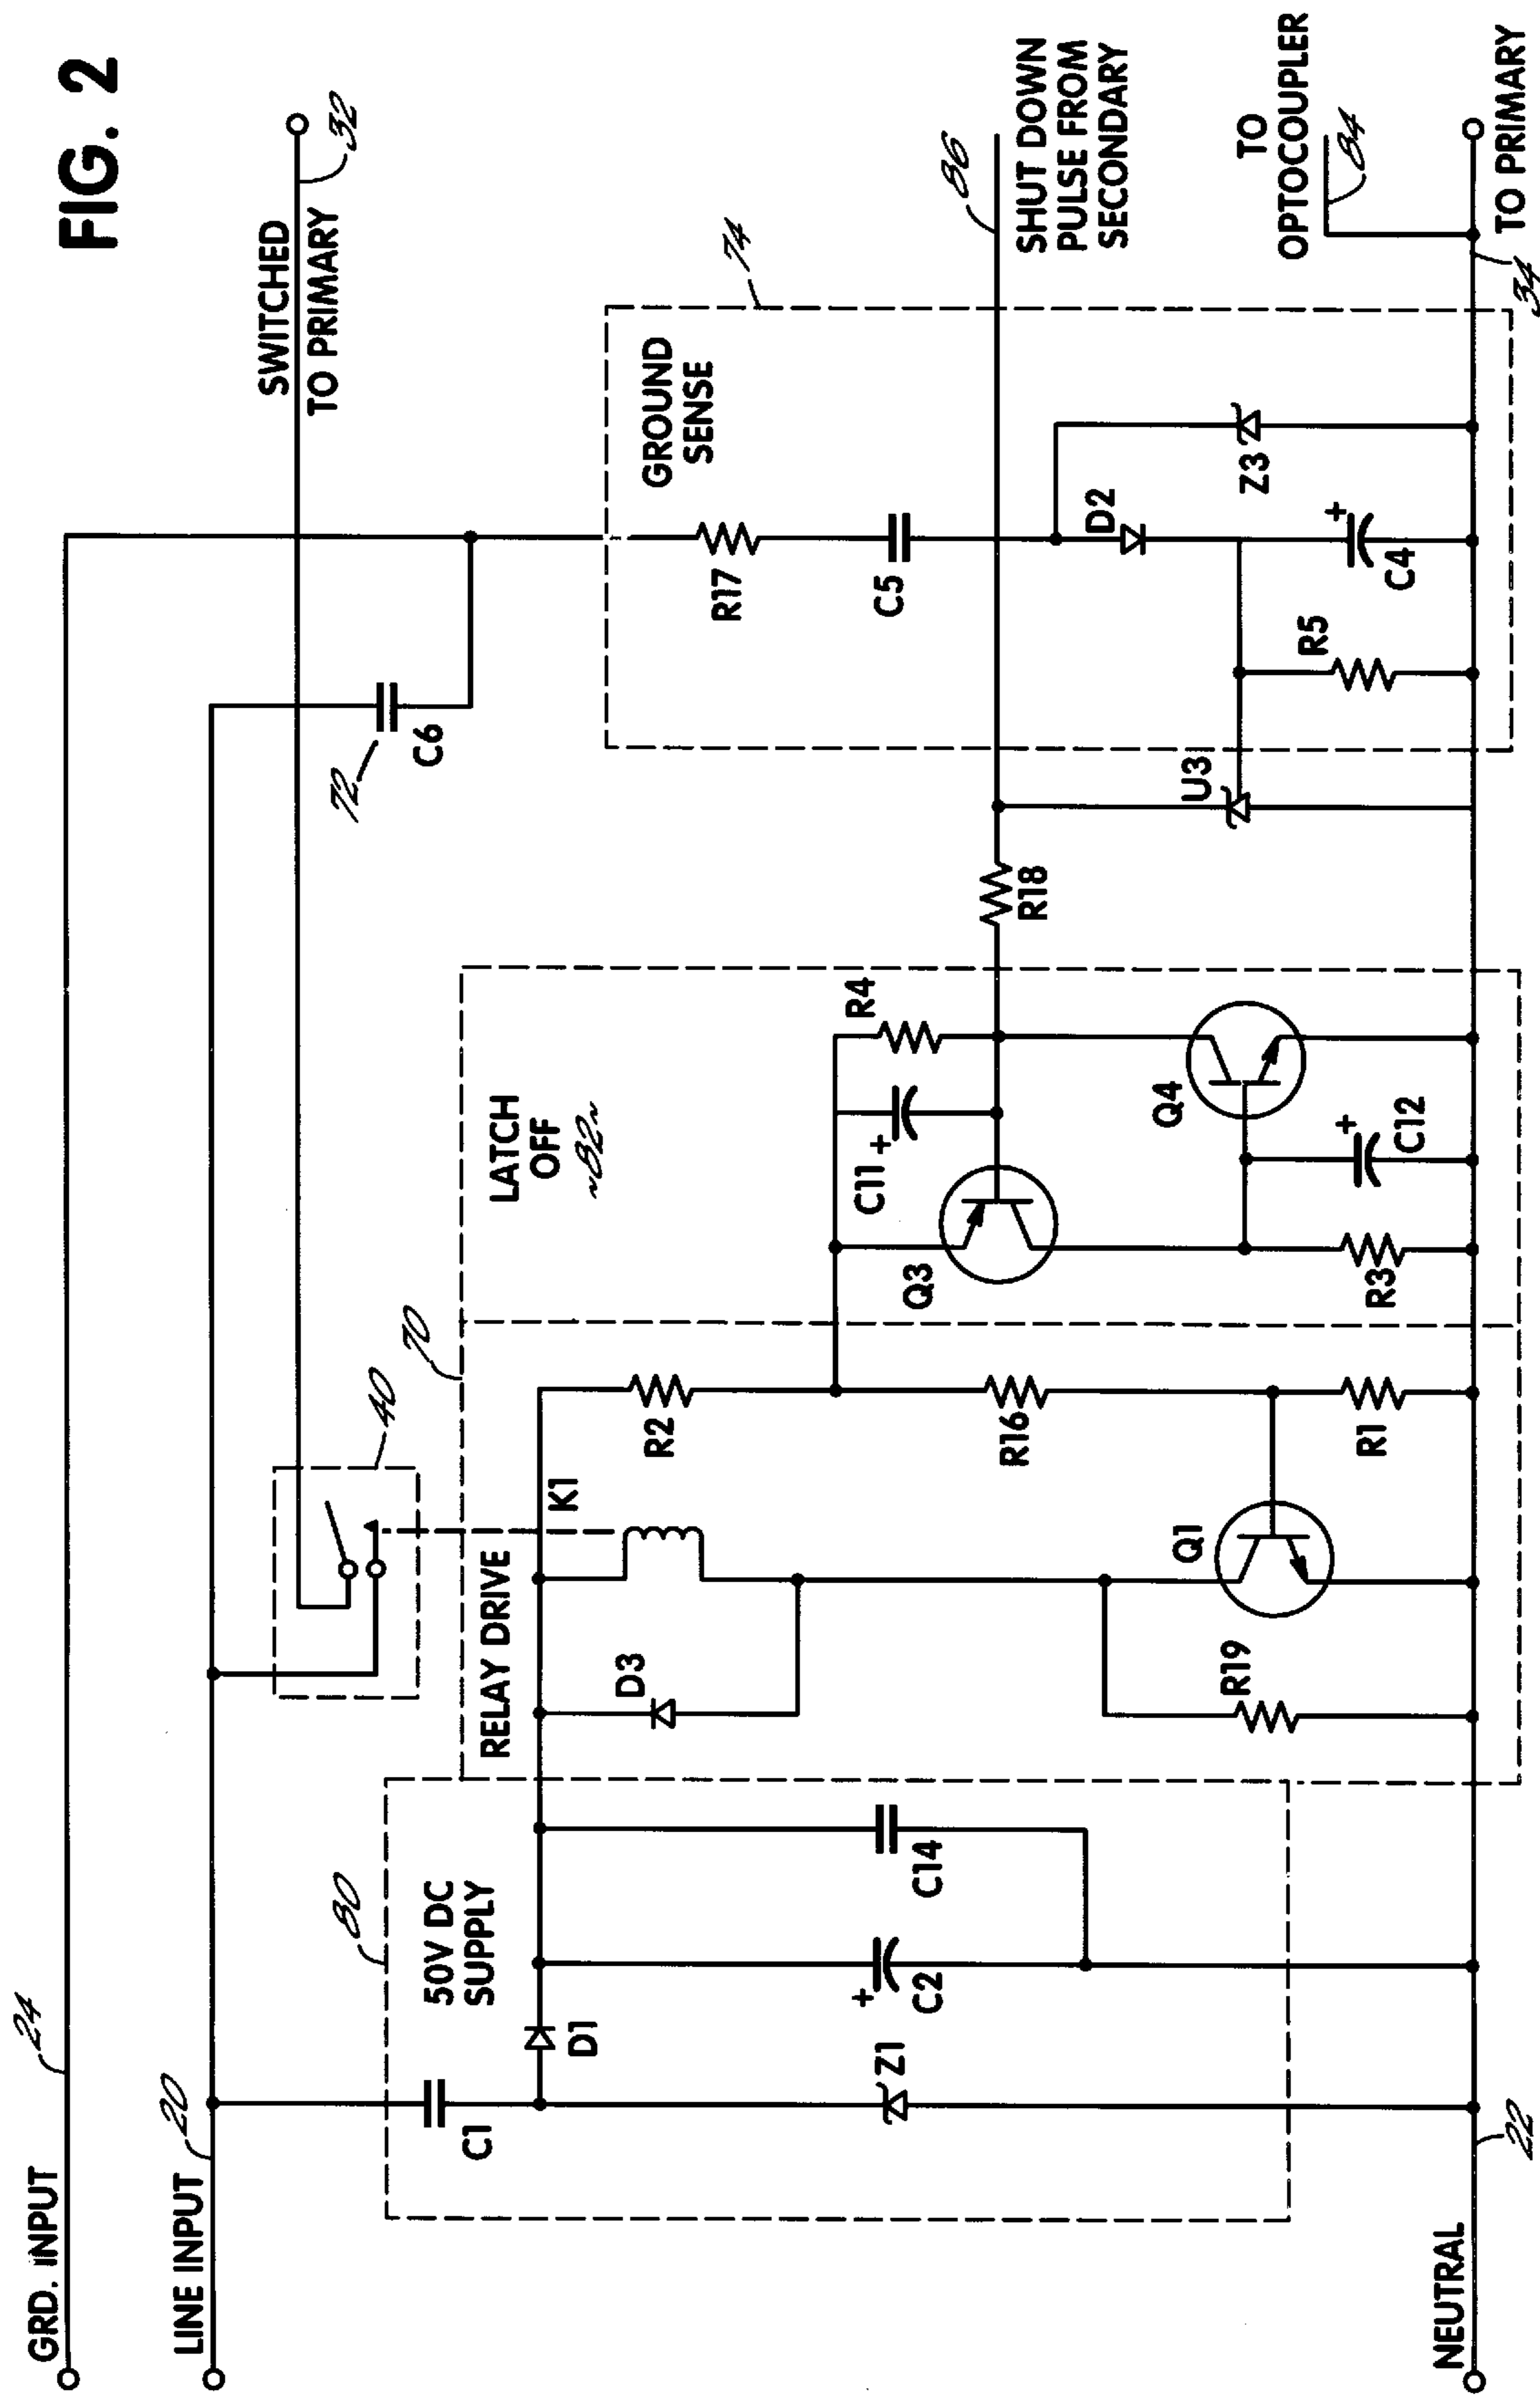 FIG. 2
GRD. INPUT
24
LINE INPUT
20
SWITCHED
TO PRIMARY
32
40
72
C6
80
50V DC
SUPPLY
C1
D1
Z1
C2
+
C14
70
RELAY DRIVE
K1
D3
R2
R16
R19
Q1
R1
LATCH
OFF
~82~
C11
+
R4
Q3
Q4
R3
C12
+
R18
U3
74
GROUND
SENSE
R17
C5
D2
Z3
R5
C4
+
86
SHUT DOWN
PULSE FROM
SECONDARY
TO
OPTOCOUPLER
84
NEUTRAL
22
34
TO PRIMARY